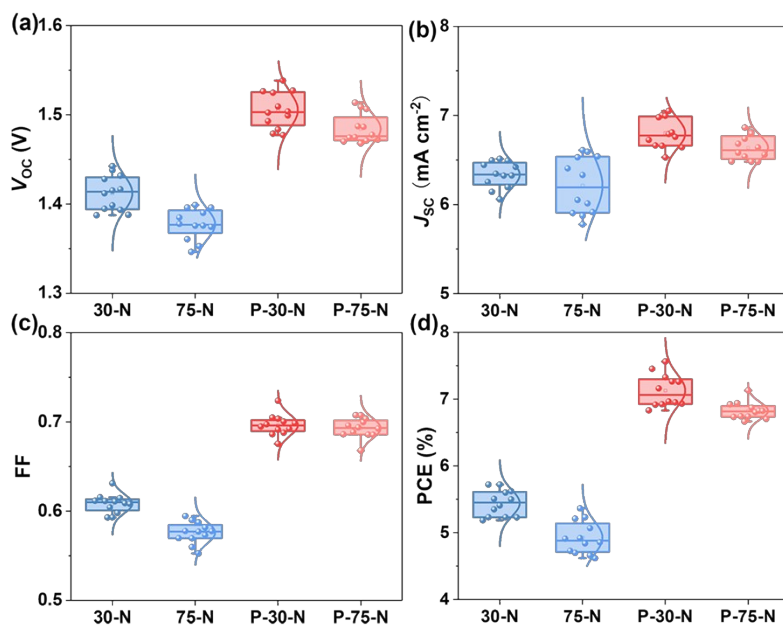 (a)
1.6
1.5
1.4
1.3
V_OC (V)
30-N 75-N P-30-N P-75-N
(b)
8
7
6
5
J_SC (mA cm⁻²)
30-N 75-N P-30-N P-75-N
(c)
0.8
0.7
0.6
0.5
FF
30-N 75-N P-30-N P-75-N
(d)
8
7
6
5
4
PCE (%)
30-N 75-N P-30-N P-75-N